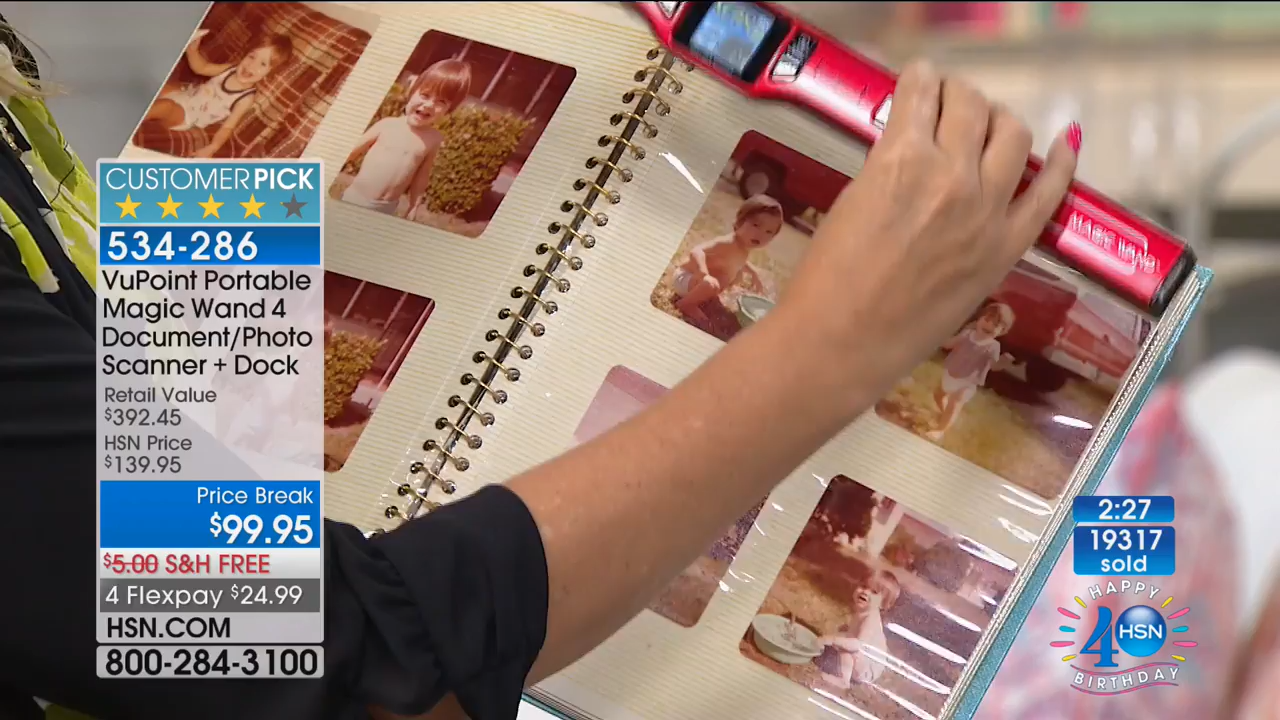 CUSTOMER PICK
534-286
VuPoint Portable
Magic Wand 4
Document/Photo
Scanner + Dock
Retail Value
$392.45
HSN Price
$139.95
Price Break
$99.95
$5.00 S&H FREE
4 Flexpay $24.99
HSN.COM
800-284-3100
MAGIC WAND
2:27
19317
sold
HAPPY
40
HSN
BIRTHDAY